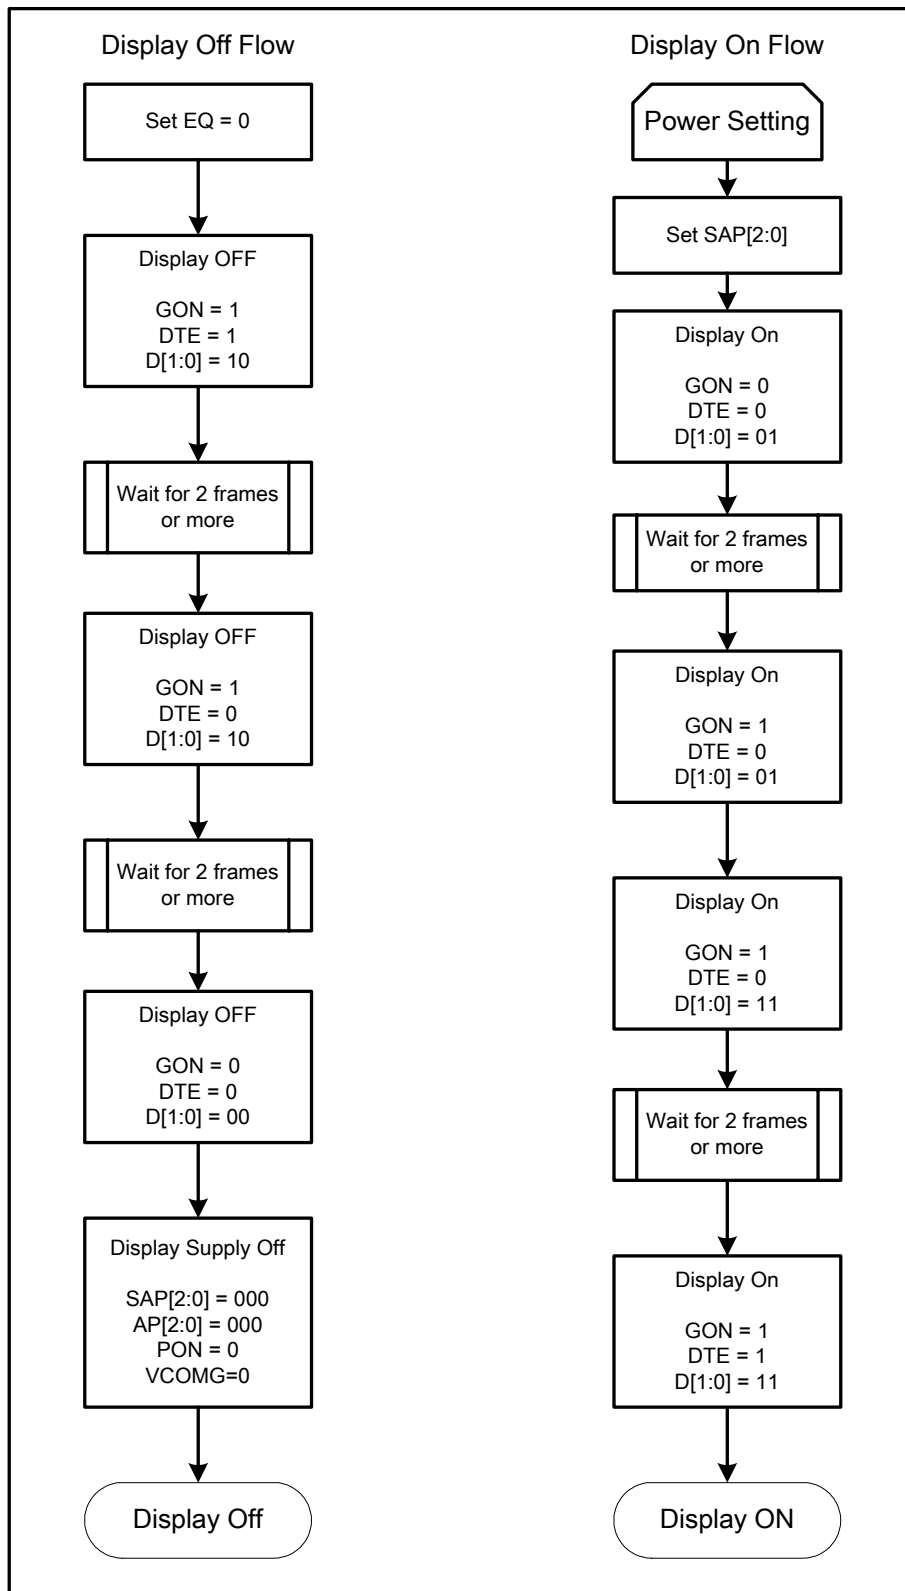 Display Off Flow
Set EQ = 0
Display OFF
GON = 1
DTE = 1
D[1:0] = 10
Wait for 2 frames
or more
Display OFF
GON = 1
DTE = 0
D[1:0] = 10
Wait for 2 frames
or more
Display OFF
GON = 0
DTE = 0
D[1:0] = 00
Display Supply Off
SAP[2:0] = 000
AP[2:0] = 000
PON = 0
VCOMG=0
Display Off
Display On Flow
Power Setting
Set SAP[2:0]
Display On
GON = 0
DTE = 0
D[1:0] = 01
Wait for 2 frames
or more
Display On
GON = 1
DTE = 0
D[1:0] = 01
Display On
GON = 1
DTE = 0
D[1:0] = 11
Wait for 2 frames
or more
Display On
GON = 1
DTE = 1
D[1:0] = 11
Display ON